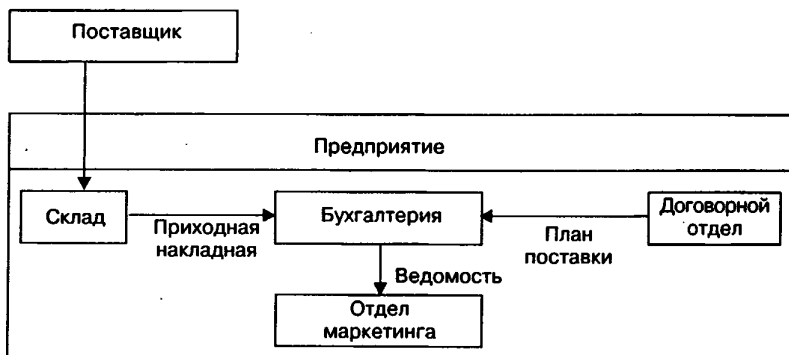 Поставщик
Предприятие
Склад
Приходная
накладная
Бухгалтерия
План
поставки
Договорной
отдел
Ведомость
Отдел
маркетинга